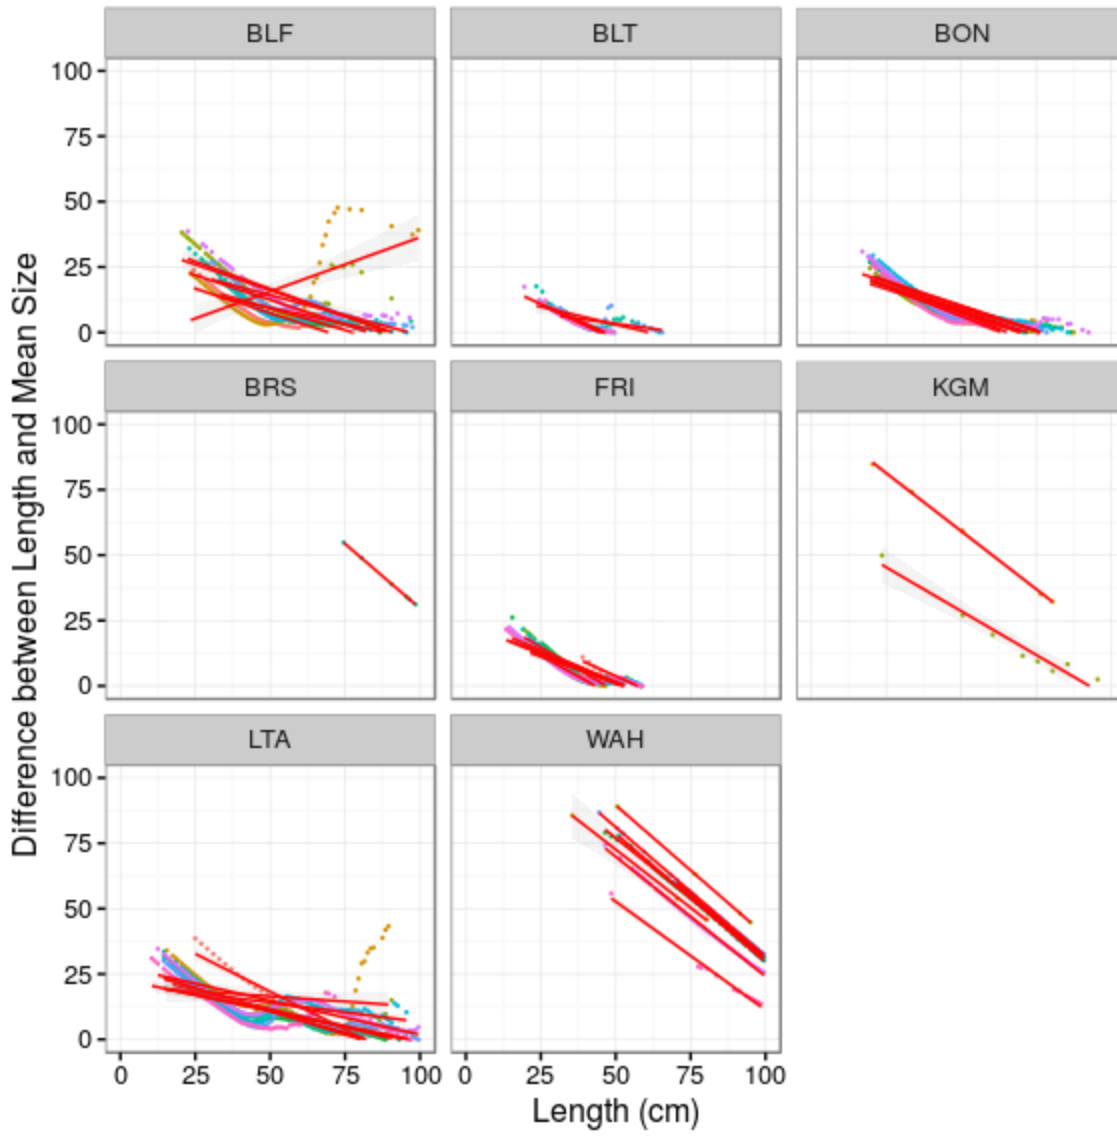 BLF BLT BON
100
75
50
25
0
BRS FRI KGM
100
75
50
25
0
LTA WAH
100
75
50
25
0
0 25 50 75 100 0 25 50 75 100
Length (cm)
Difference between Length and Mean Size